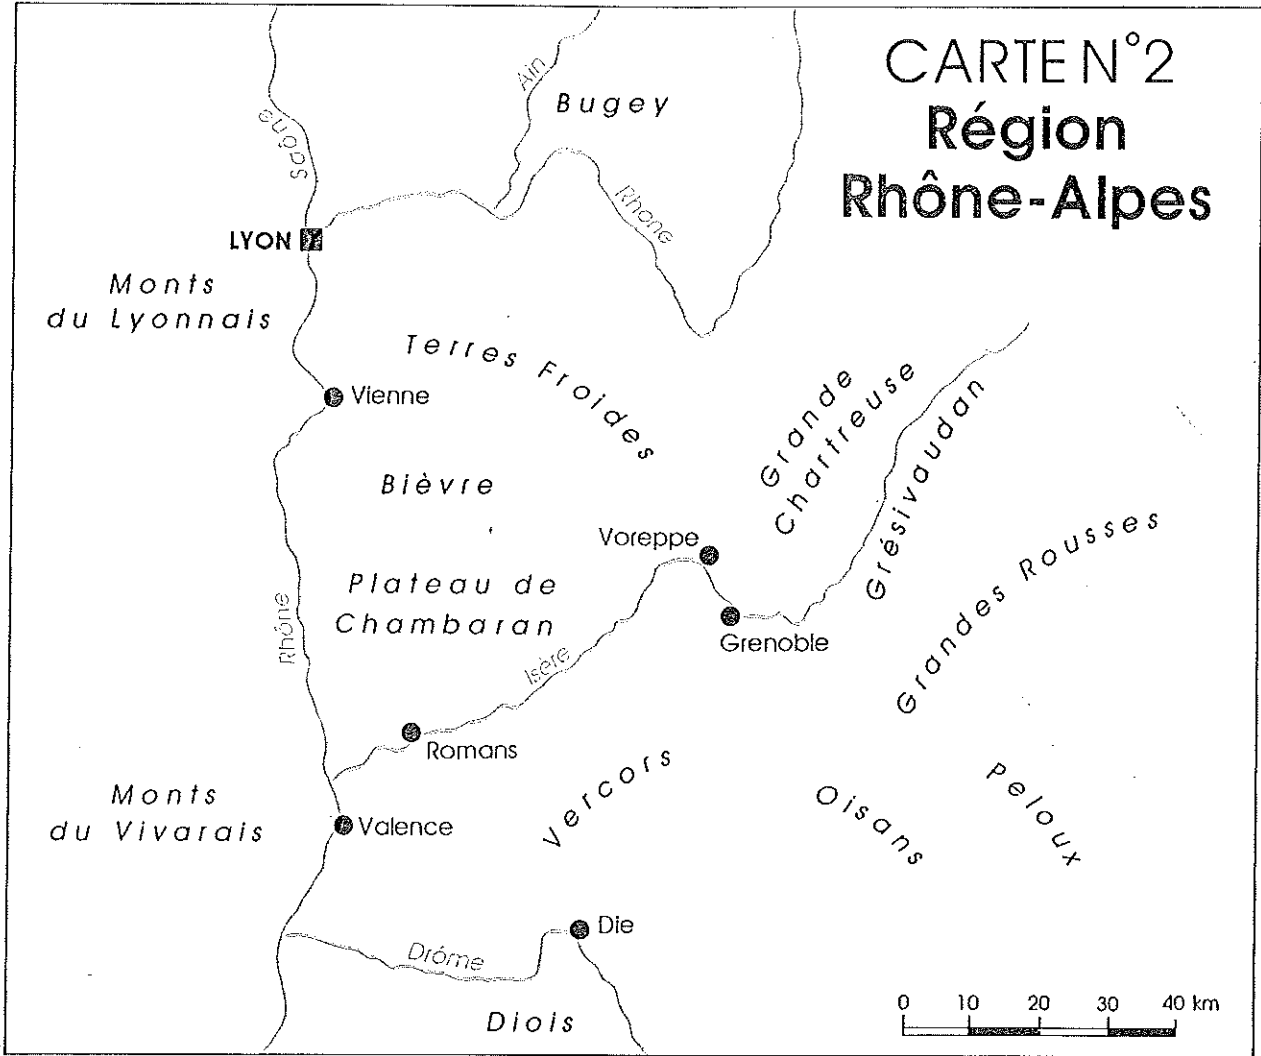 CARTE N°2
Région
Rhône-Alpes
Saône
Ain
Bugey
Rhône
LYON
Monts
du Lyonnais
Terres Froides
Vienne
Grande
Chartreuse
Grésivaudan
Bièvre
Voreppe
Grandes Rousses
Plateau de
Chambaran
Rhône
Isère
Grenoble
Romans
Vercors
Monts
du Vivarais
Valence
Oisans
Peloux
Die
Drôme
Diois
0 10 20 30 40 km